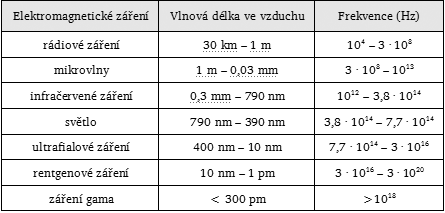 Elektromagnetické záření Vlnová délka ve vzduchu Frekvence (Hz)
rádiové záření 30 km – 1 m 10⁴ – 3 · 10⁸
mikrovlny 1 m – 0,03 mm 3 · 10⁸ – 10¹³
infračervené záření 0,3 mm – 790 nm 10¹² – 3,8 · 10¹⁴
světlo 790 nm – 390 nm 3,8 · 10¹⁴ – 7,7 · 10¹⁴
ultrafialové záření 400 nm – 10 nm 7,7 · 10¹⁴ – 3 · 10¹⁶
rentgenové záření 10 nm – 1 pm 3 · 10¹⁶ – 3 · 10²⁰
záření gama < 300 pm >10¹⁸